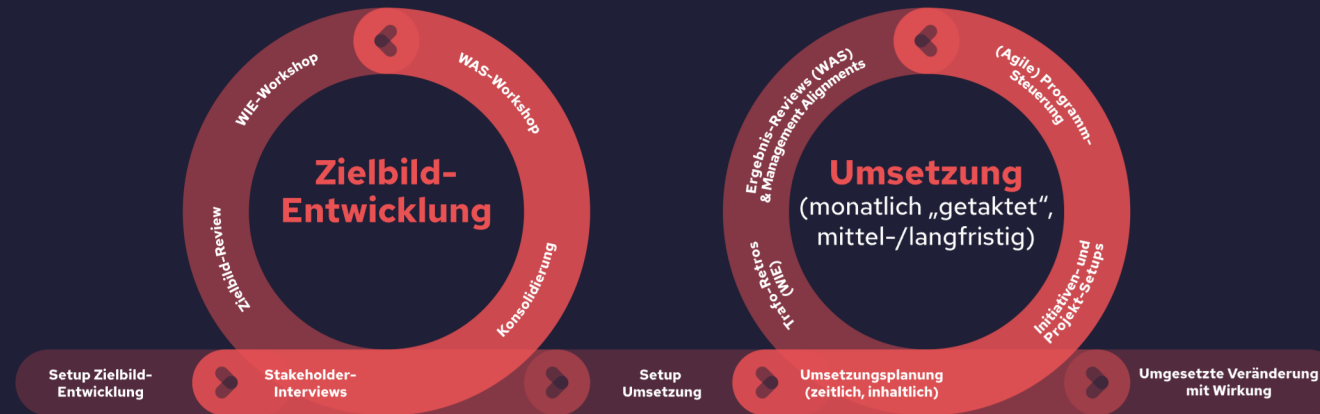 WIE-Workshop
WAS-Workshop
Zielbild-
Entwicklung
Zielbild-Review
Konsolidierung
Setup Zielbild-
Entwicklung
Stakeholder-
Interviews
Setup
Umsetzung
Ergebnis-Reviews (WAS)
& Management Alignments
(Agile) Programm-
Steuerung
Umsetzung
(monatlich „getaktet“,
mittel-/langfristig)
Trafo-Retros
(WIE)
Initiativen- und
Projekt-Setups
Umsetzungsplanung
(zeitlich, inhaltlich)
Umgesetzte Veränderung
mit Wirkung